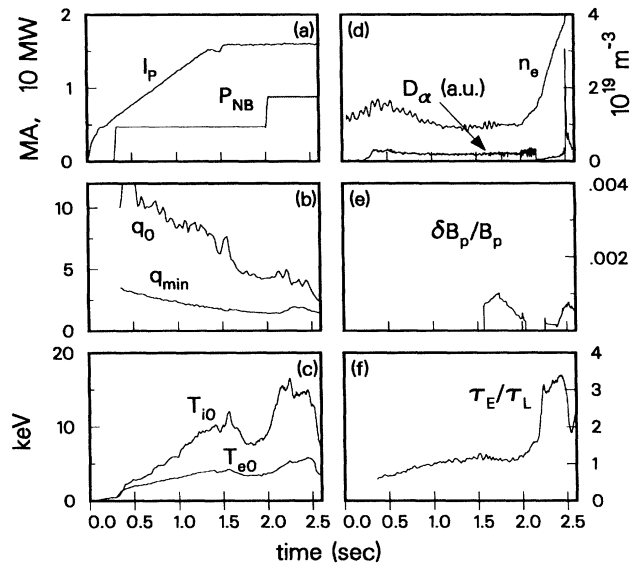 (a)
MA, 10 MW
2
1
0
I_P
P_NB
(d)
n_e
D_α (a.u.)
4
2
0
10^19 m^-3
(b)
10
5
0
q_0
q_min
(e)
δB_p/B_p
.004
.002
(c)
keV
20
10
0
T_i0
T_e0
0.0 0.5 1.0 1.5 2.0 2.5
(f)
τ_E/τ_L
4
3
2
1
0
0.0 0.5 1.0 1.5 2.0 2.5
time (sec)